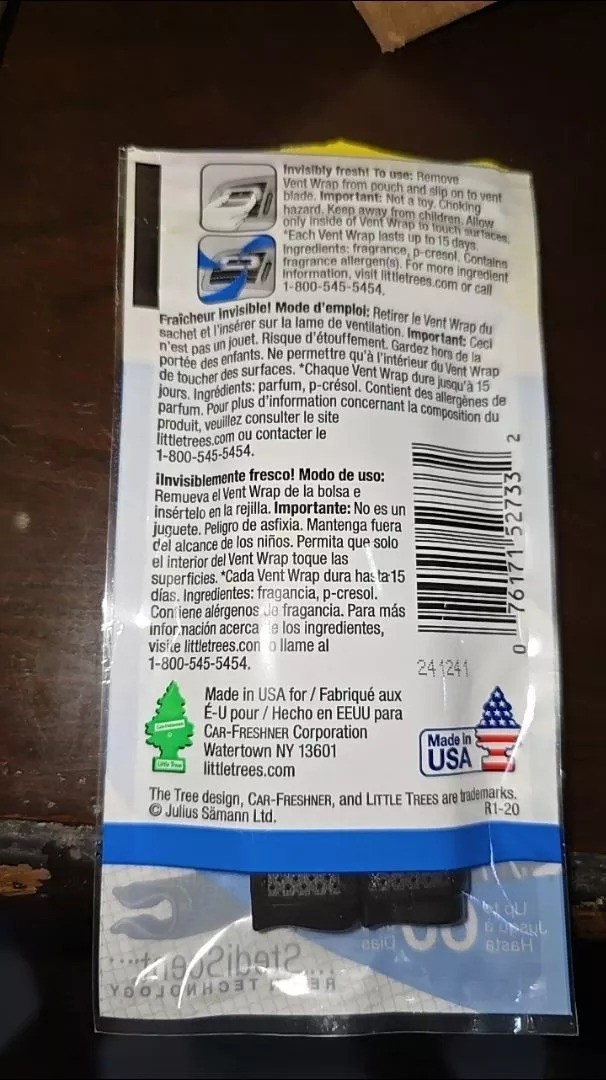 Invisibly fresh! To use: Remove
Vent Wrap from pouch and slip on to vent
blade. Important: Not a toy. Choking
hazard. Keep away from children. Allow
only inside of Vent Wrap to touch surfaces.
*Each Vent Wrap lasts up to 15 days.
Ingredients: fragrance, p-cresol. Contains
fragrance allergen(s). For more ingredient
information, visit littletrees.com or call
1-800-545-5454.
Fraîcheur Invisible! Mode d'emploi: Retirer le Vent Wrap du
sachet et l'insérer sur la lame de ventilation. Important: Ceci
n'est pas un jouet. Risque d'étouffement. Gardez hors de la
portée des enfants. Ne permettre qu'à l'intérieur du Vent Wrap
de toucher des surfaces. *Chaque Vent Wrap dure jusqu'à 15
jours. Ingrédients: parfum, p-crésol. Contient des allergènes de
parfum. Pour plus d'information concernant la composition du
produit, veuillez consulter le site
littletrees.com ou contacter le
1-800-545-5454.
¡Invisiblemente fresco! Modo de uso:
Remueva el Vent Wrap de la bolsa e
insértelo en la rejilla. Importante: No es un
juguete. Peligro de asfixia. Mantenga fuera
del alcance de los niños. Permita que solo
el interior del Vent Wrap toque las
superficies. *Cada Vent Wrap dura hasta 15
días. Ingredientes: fragancia, p-cresol.
Contiene alérgenos de fragancia. Para más
información acerca de los ingredientes,
visite littletrees.com o llame al
1-800-545-5454.
0 76171 52733 2
241241
Made in USA for / Fabriqué aux
É-U pour / Hecho en EEUU para
CAR-FRESHNER Corporation
Watertown NY 13601
littletrees.com
Car-Freshner
Little Trees
Made in
USA
The Tree design, CAR-FRESHNER, and LITTLE TREES are trademarks.
© Julius Sämann Ltd.
R1-20
Up to
Jusqu'à
Hasta
60
Días
StediScent
TECHNOLOGY